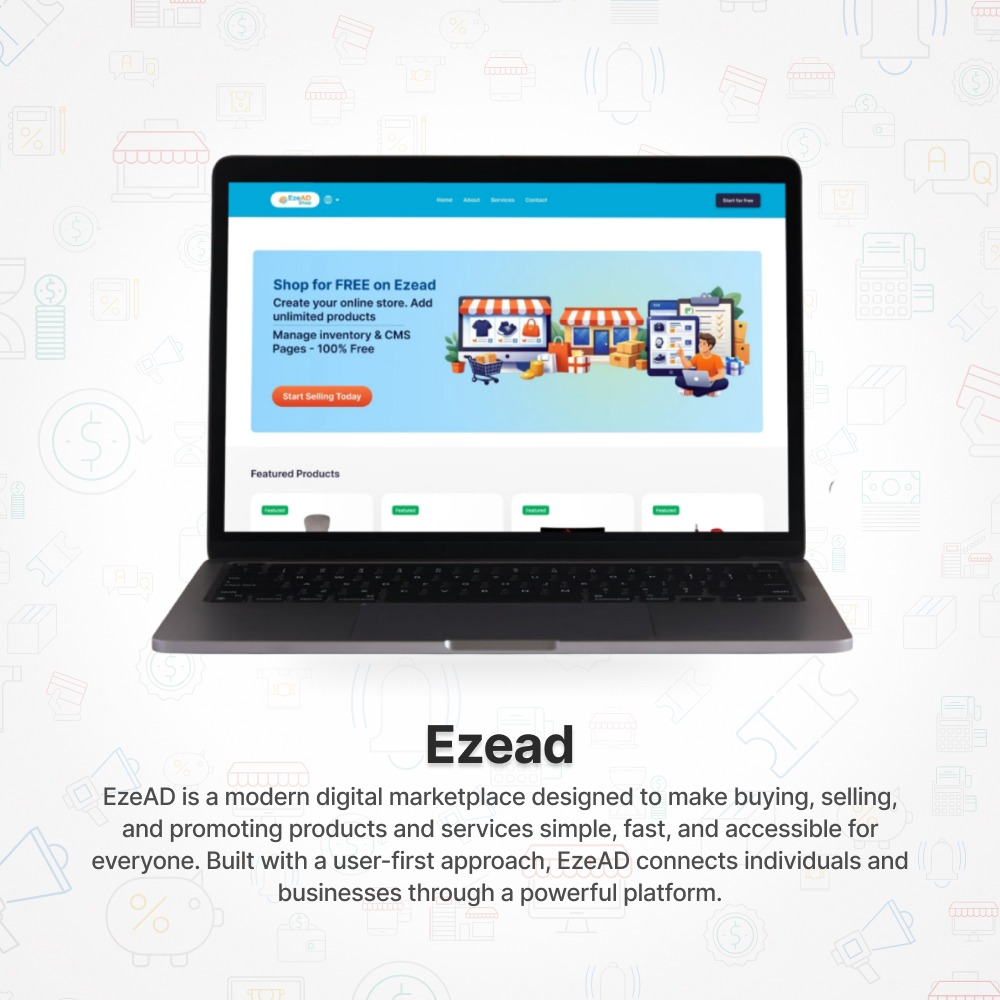 EzeAD
Shop
Home About Services Contact
Start for free
Shop for FREE on Ezead
Create your online store. Add
unlimited products
Manage inventory & CMS
Pages - 100% Free
Start Selling Today
Featured Products
Featured Featured Featured Featured
Ezead
EzeAD is a modern digital marketplace designed to make buying, selling,
and promoting products and services simple, fast, and accessible for
everyone. Built with a user-first approach, EzeAD connects individuals and
businesses through a powerful platform.